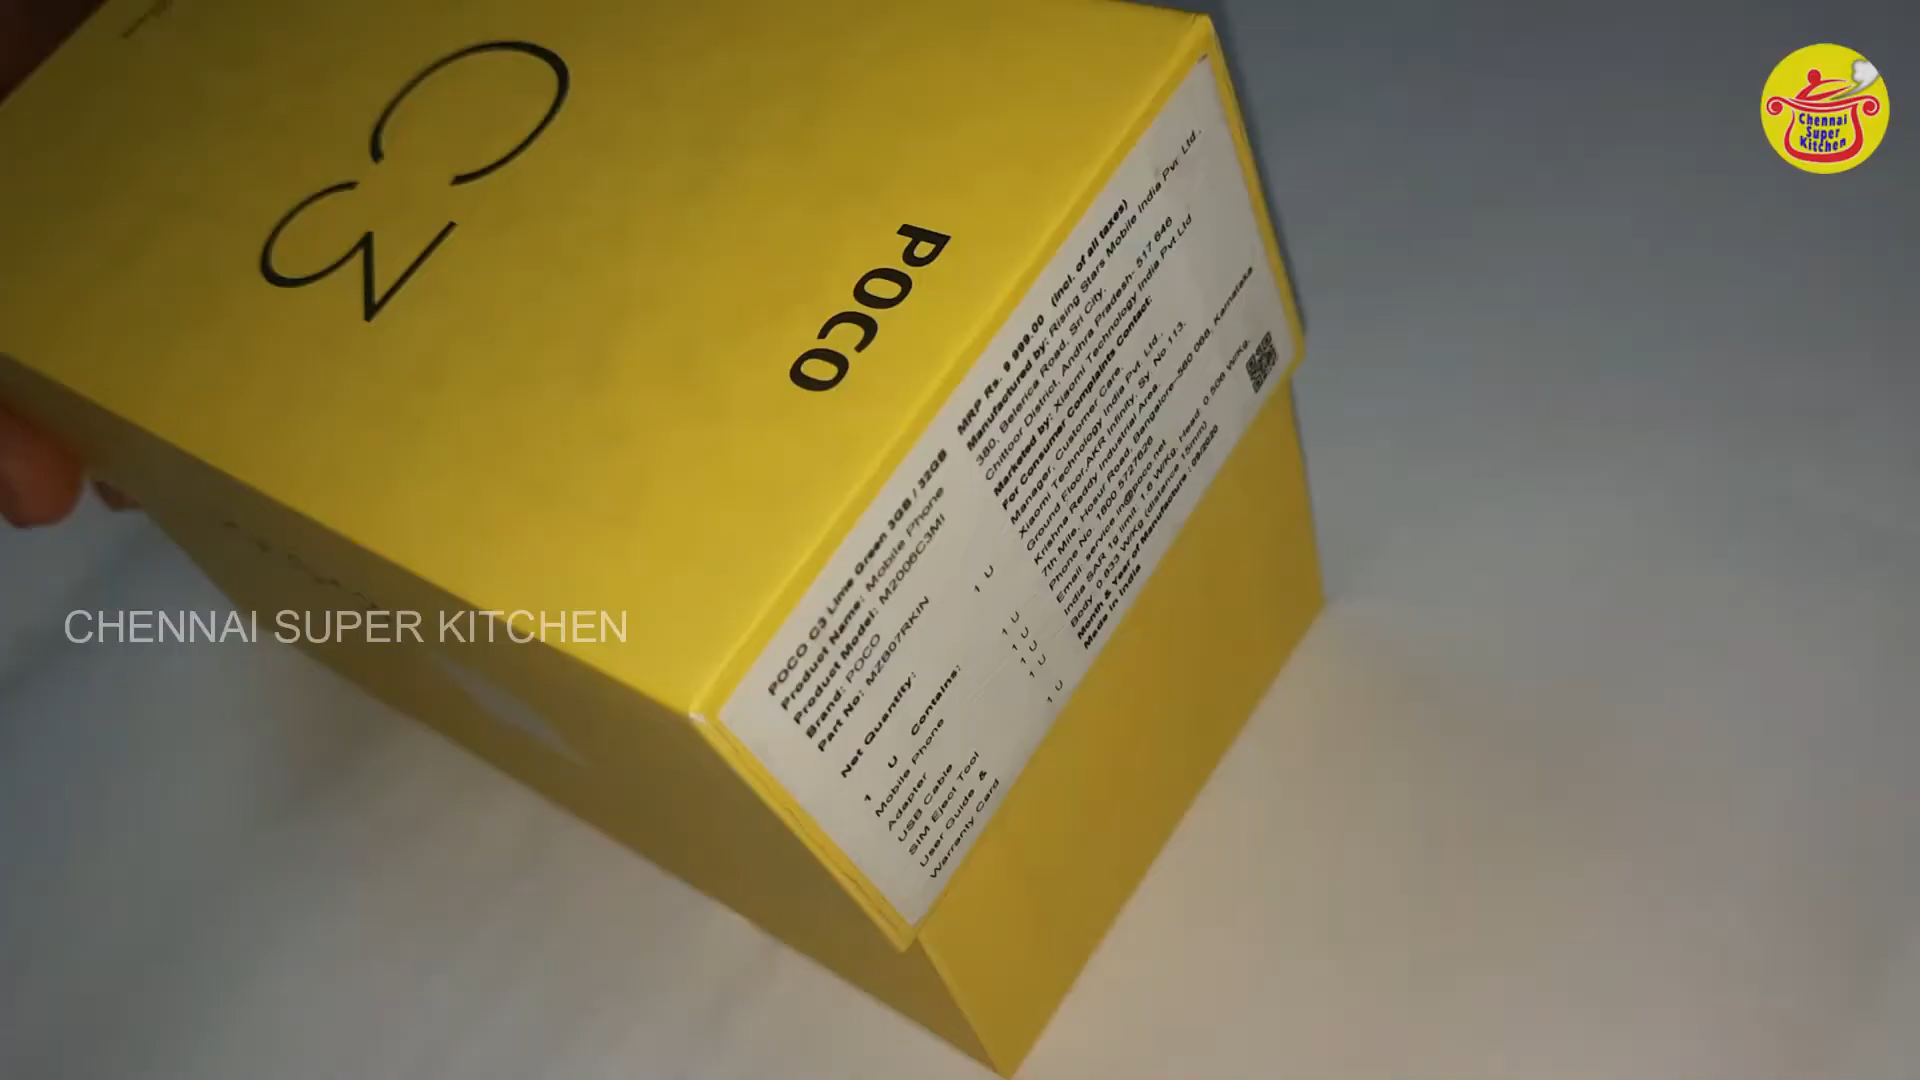 C3
POCO
POCO C3 Lime Green 3GB / 32GB
Product Name: Mobile Phone
Product Model: M2006C3MI
Brand: POCO
Part No: MZB07RKIN
Net Quantity:
1 U Contains:
Mobile Phone 1 U
Adapter 1 U
USB Cable 1 U
SIM Eject Tool 1 U
User Guide & 1 U
Warranty Card 1 U
MRP Rs. 9 999.00 (incl. of all taxes)
Manufactured by: Rising Stars Mobile India Pvt. Ltd.,
380, Belerica Road, Sri City,
Chittoor District, Andhra Pradesh- 517 646
Marketed by: Xiaomi Technology India Pvt Ltd
For Consumer Complaints Contact:
Manager, Customer Care,
Xiaomi Technology India Pvt. Ltd.,
Ground Floor,AKR Infinity, Sy. No 113,
Krishna Reddy Industrial Area,
7th Mile, Hosur Road, Bangalore-560 068, Karnataka
Phone No. 1800 5727626
Email: service.in@poco.net
India SAR 1g limit: 1.6 W/Kg, Head: 0.506 W/Kg,
Body: 0.833 W/Kg (distance 15mm)
Month & Year of Manufacture : 09/2020
Made in India
Chennai
Super
Kitchen
CHENNAI SUPER KITCHEN